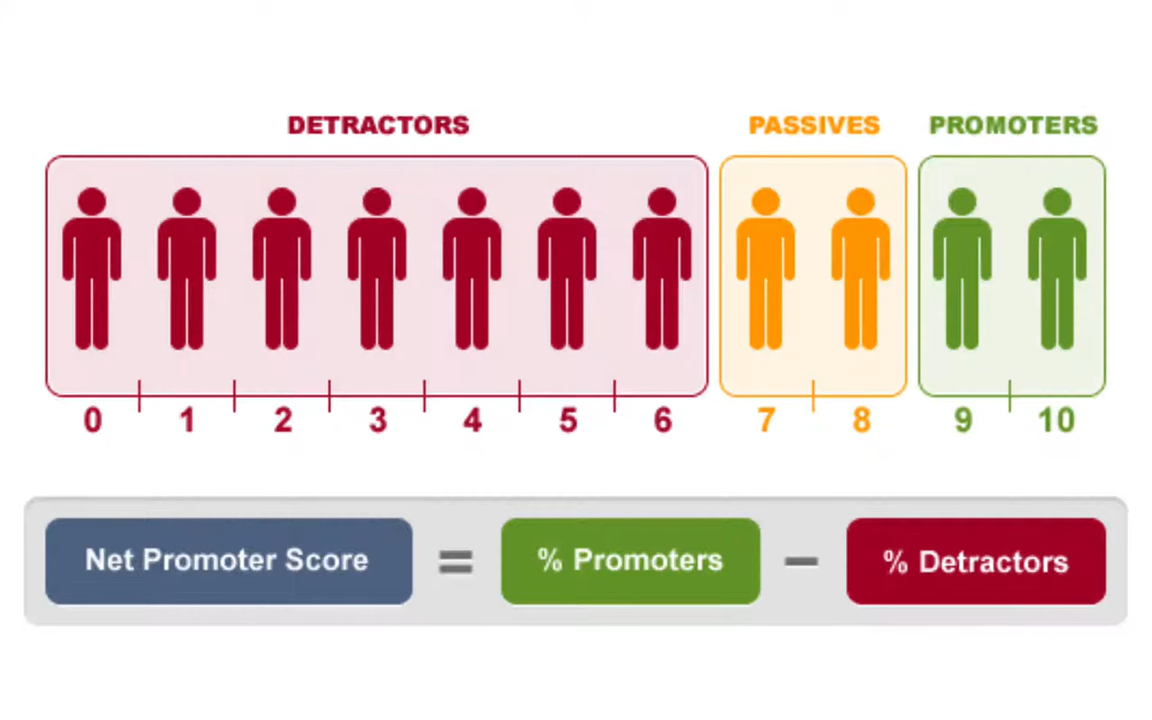 DETRACTORS PASSIVES PROMOTERS
0 1 2 3 4 5 6 7 8 9 10
Net Promoter Score = % Promoters − % Detractors